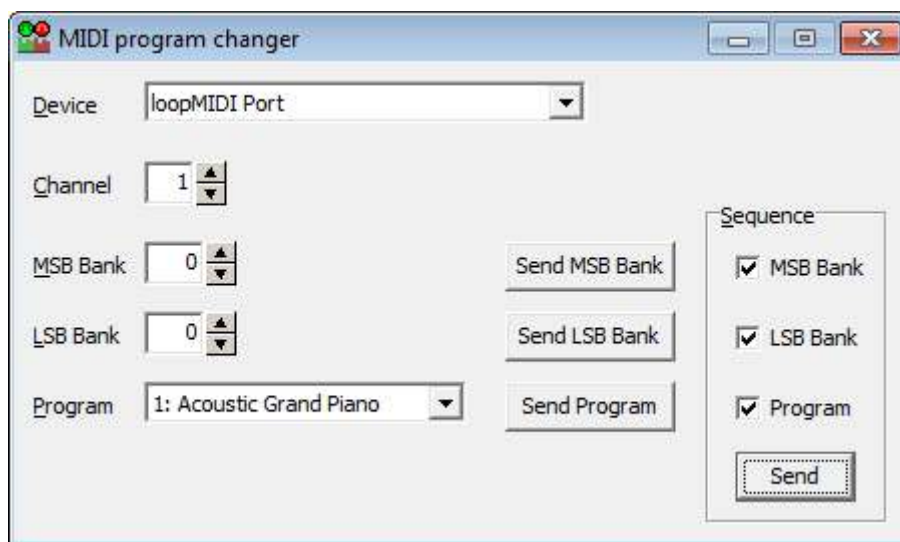 MIDI program changer
Device loopMIDI Port
Channel 1
Sequence
MSB Bank 0 Send MSB Bank MSB Bank
LSB Bank 0 Send LSB Bank LSB Bank
Program 1: Acoustic Grand Piano Send Program Program
Send